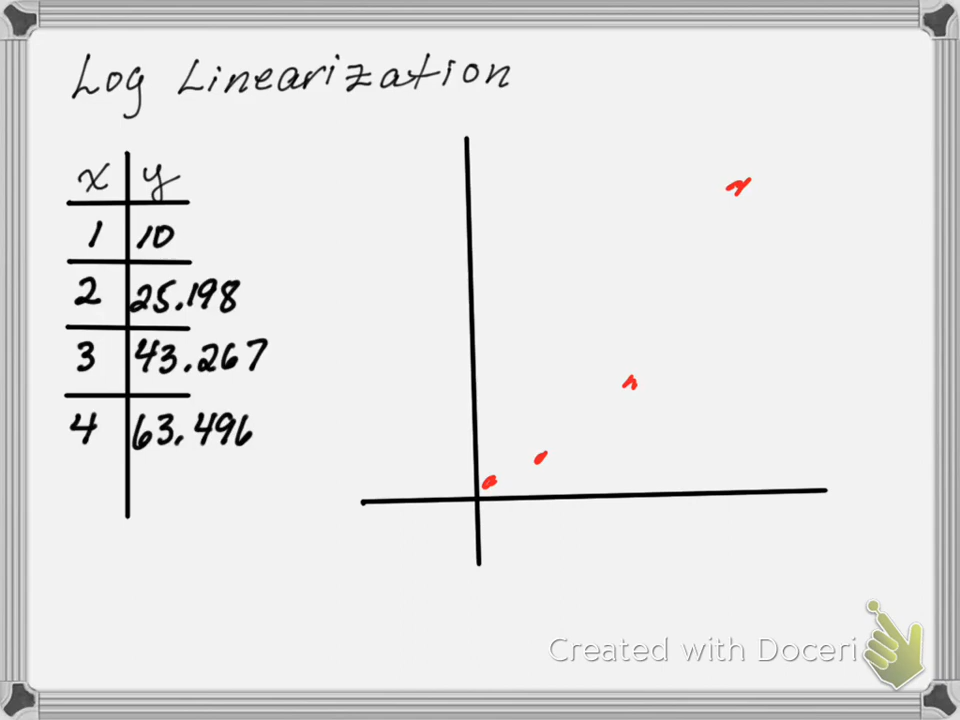 Log Linearization
x y
1 10
2 25.198
3 43.267
4 63.496
Created with Doceri